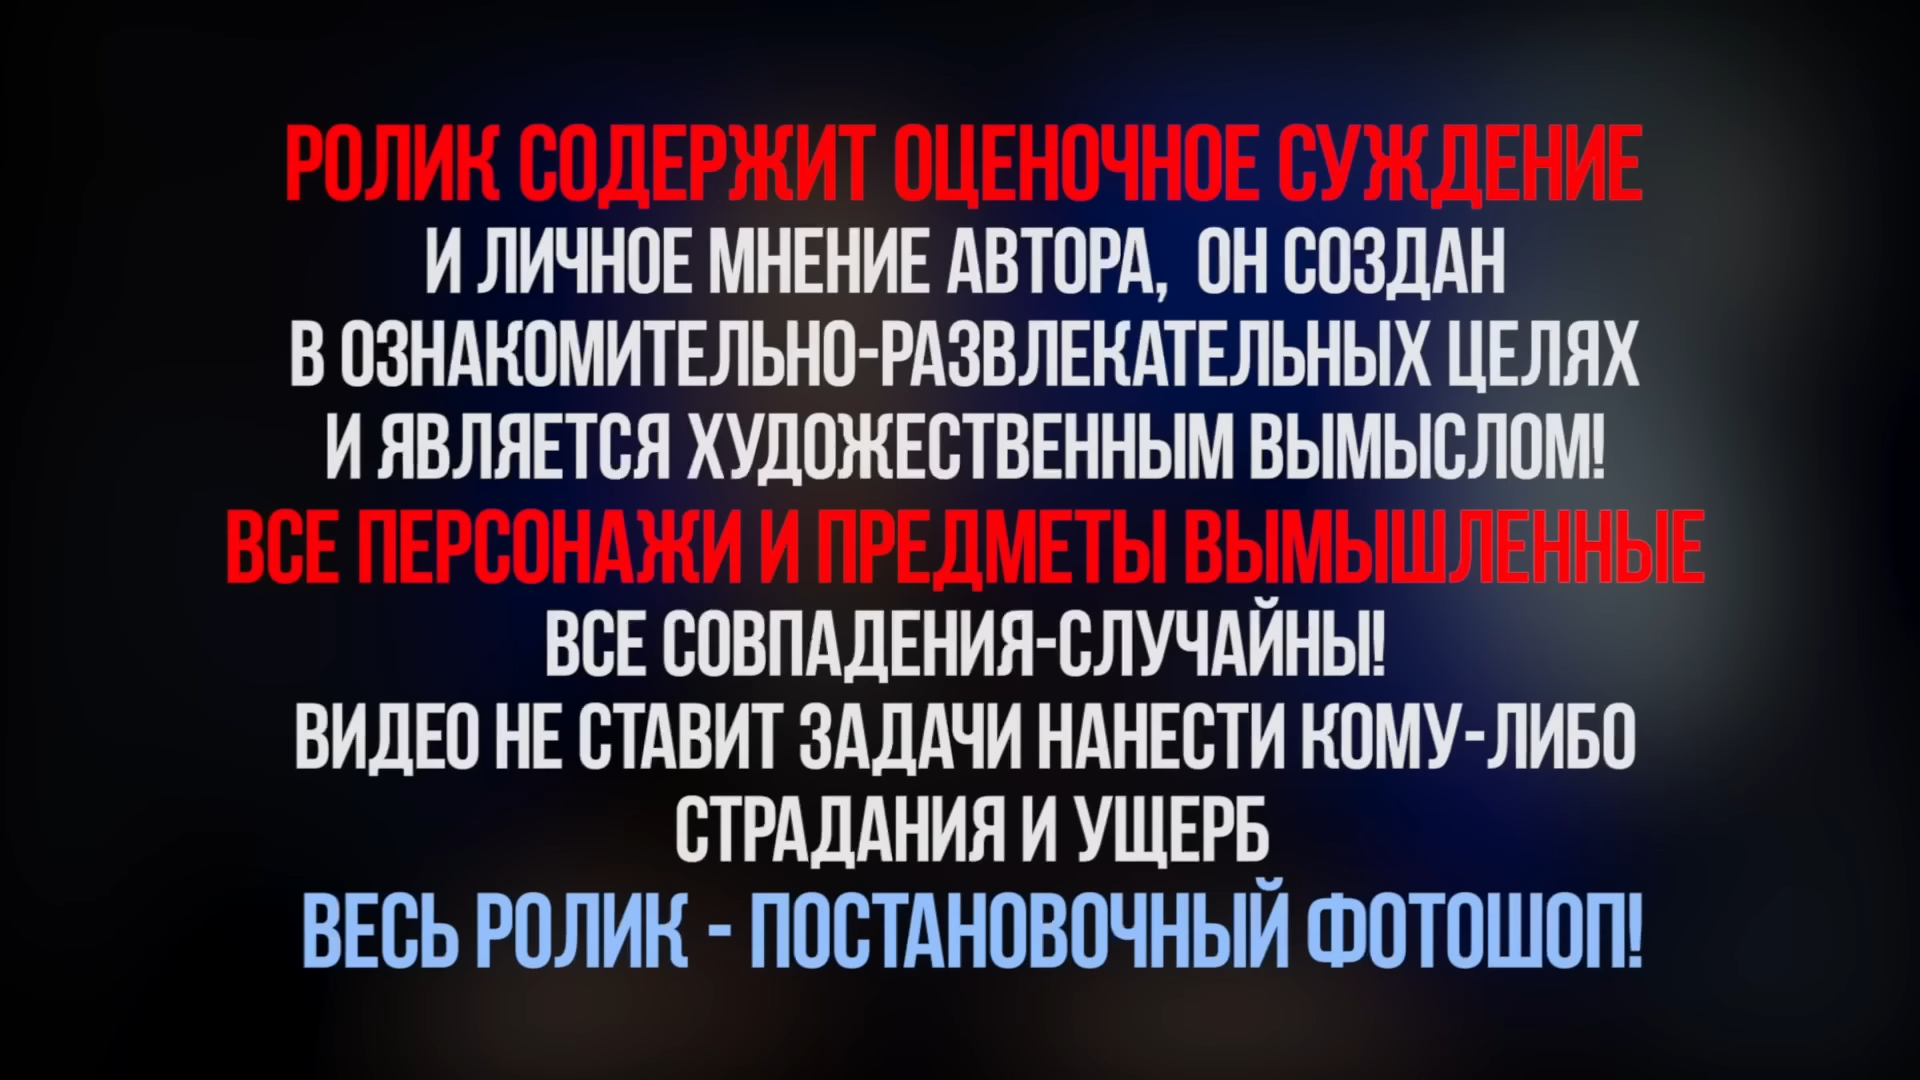 РОЛИК СОДЕРЖИТ ОЦЕНОЧНОЕ СУЖДЕНИЕ
И ЛИЧНОЕ МНЕНИЕ АВТОРА, ОН СОЗДАН
В ОЗНАКОМИТЕЛЬНО-РАЗВЛЕКАТЕЛЬНЫХ ЦЕЛЯХ
И ЯВЛЯЕТСЯ ХУДОЖЕСТВЕННЫМ ВЫМЫСЛОМ!
ВСЕ ПЕРСОНАЖИ И ПРЕДМЕТЫ ВЫМЫШЛЕННЫЕ
ВСЕ СОВПАДЕНИЯ-СЛУЧАЙНЫ!
ВИДЕО НЕ СТАВИТ ЗАДАЧИ НАНЕСТИ КОМУ-ЛИБО
СТРАДАНИЯ И УЩЕРБ
ВЕСЬ РОЛИК - ПОСТАНОВОЧНЫЙ ФОТОШОП!